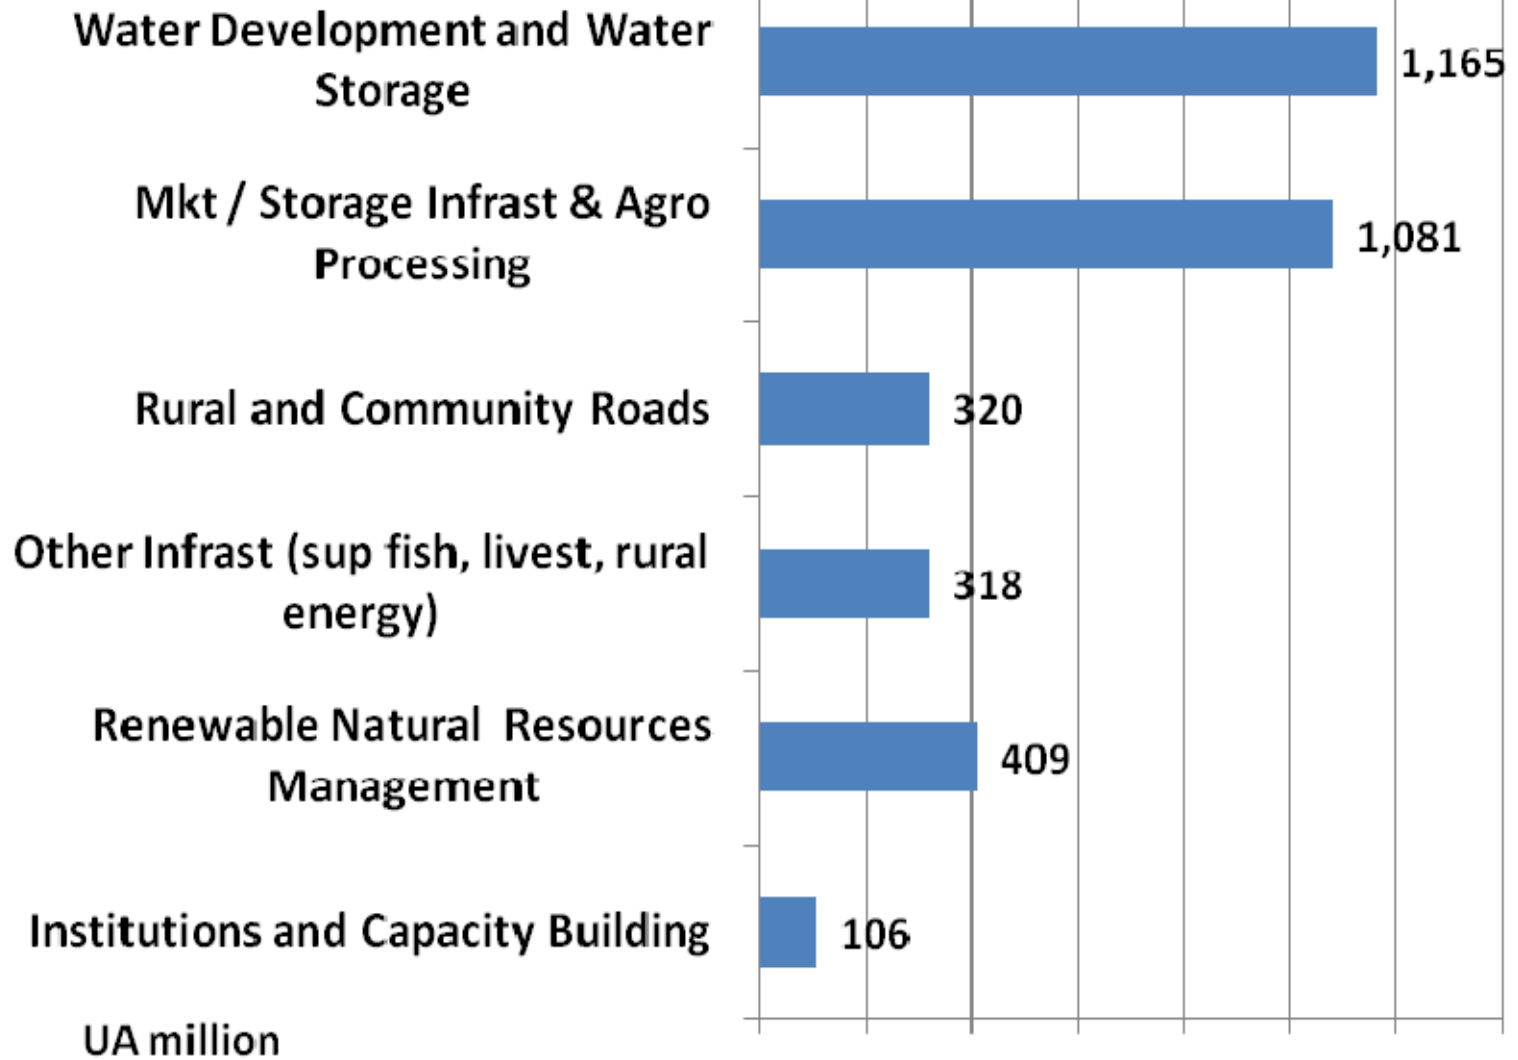 Water Development and Water
Storage
1,165
Mkt / Storage Infrast & Agro
Processing
1,081
Rural and Community Roads
320
Other Infrast (sup fish, livest, rural
energy)
318
Renewable Natural Resources
Management
409
Institutions and Capacity Building
106
UA million